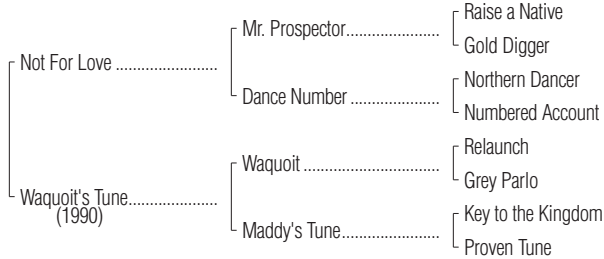 Raise a Native
Mr. Prospector.....................
Gold Digger
Not For Love .......................
Northern Dancer
Dance Number ....................
Numbered Account
Relaunch
Waquoit ...............................
Grey Parlo
Waquoit's Tune....................
(1990)
Key to the Kingdom
Maddy's Tune......................
Proven Tune